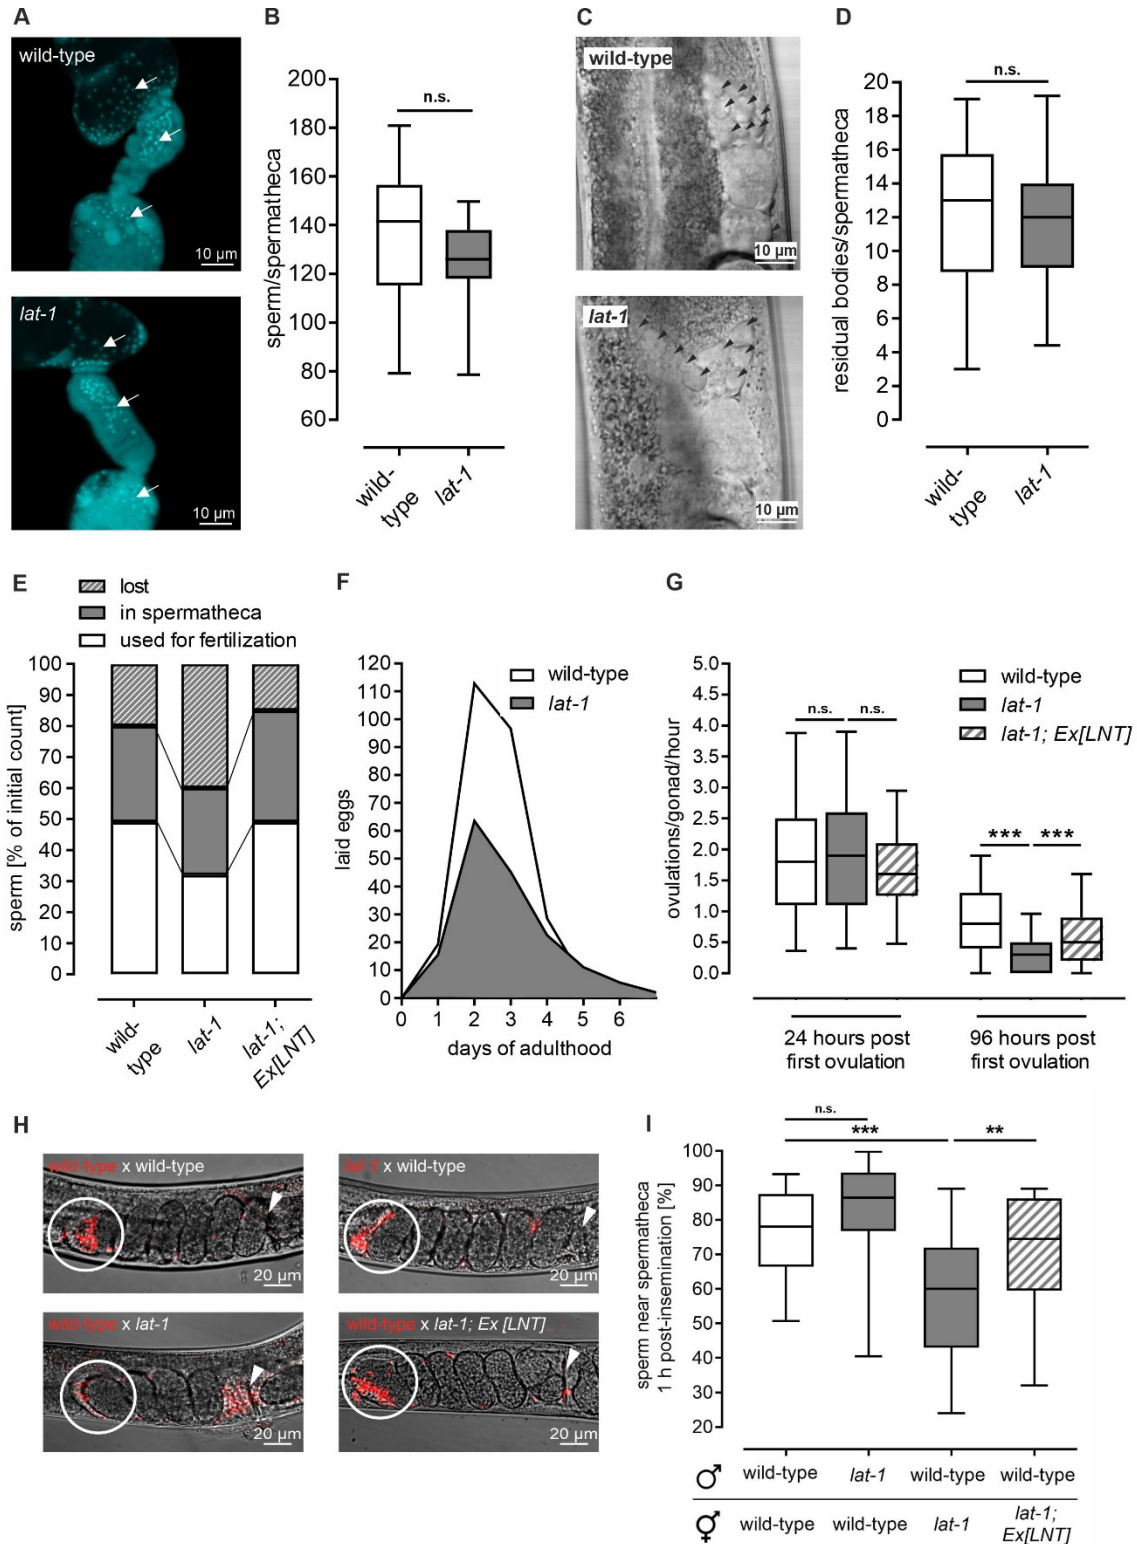 A
wild-type
10 µm
lat-1
10 µm
B
n.s.
sperm/spermatheca
200
180
160
140
120
100
80
60
wild-
type
lat-1
C
wild-type
10 µm
lat-1
10 µm
D
n.s.
residual bodies/spermatheca
20
18
16
14
12
10
8
6
4
2
0
wild-
type
lat-1
E
lost
in spermatheca
used for fertilization
sperm [% of initial count]
100
90
80
70
60
50
40
30
20
10
0
wild-
type
lat-1
lat-1;
Ex[LNT]
F
wild-type
lat-1
laid eggs
120
110
100
90
80
70
60
50
40
30
20
10
0
0 1 2 3 4 5 6
days of adulthood
G
wild-type
lat-1
lat-1; Ex[LNT]
ovulations/gonad/hour
5.0
4.5
4.0
3.5
3.0
2.5
2.0
1.5
1.0
0.5
0.0
n.s. n.s.
*** ***
24 hours post
first ovulation
96 hours post
first ovulation
H
wild-type x wild-type
20 µm
lat-1 x wild-type
20 µm
wild-type x lat-1
20 µm
wild-type x lat-1; Ex [LNT]
20 µm
I
n.s.
*** **
sperm near spermatheca
1 h post-insemination [%]
100
90
80
70
60
50
40
30
20
♂ wild-type lat-1 wild-type wild-type
⚥ wild-type wild-type lat-1 lat-1;
Ex[LNT]